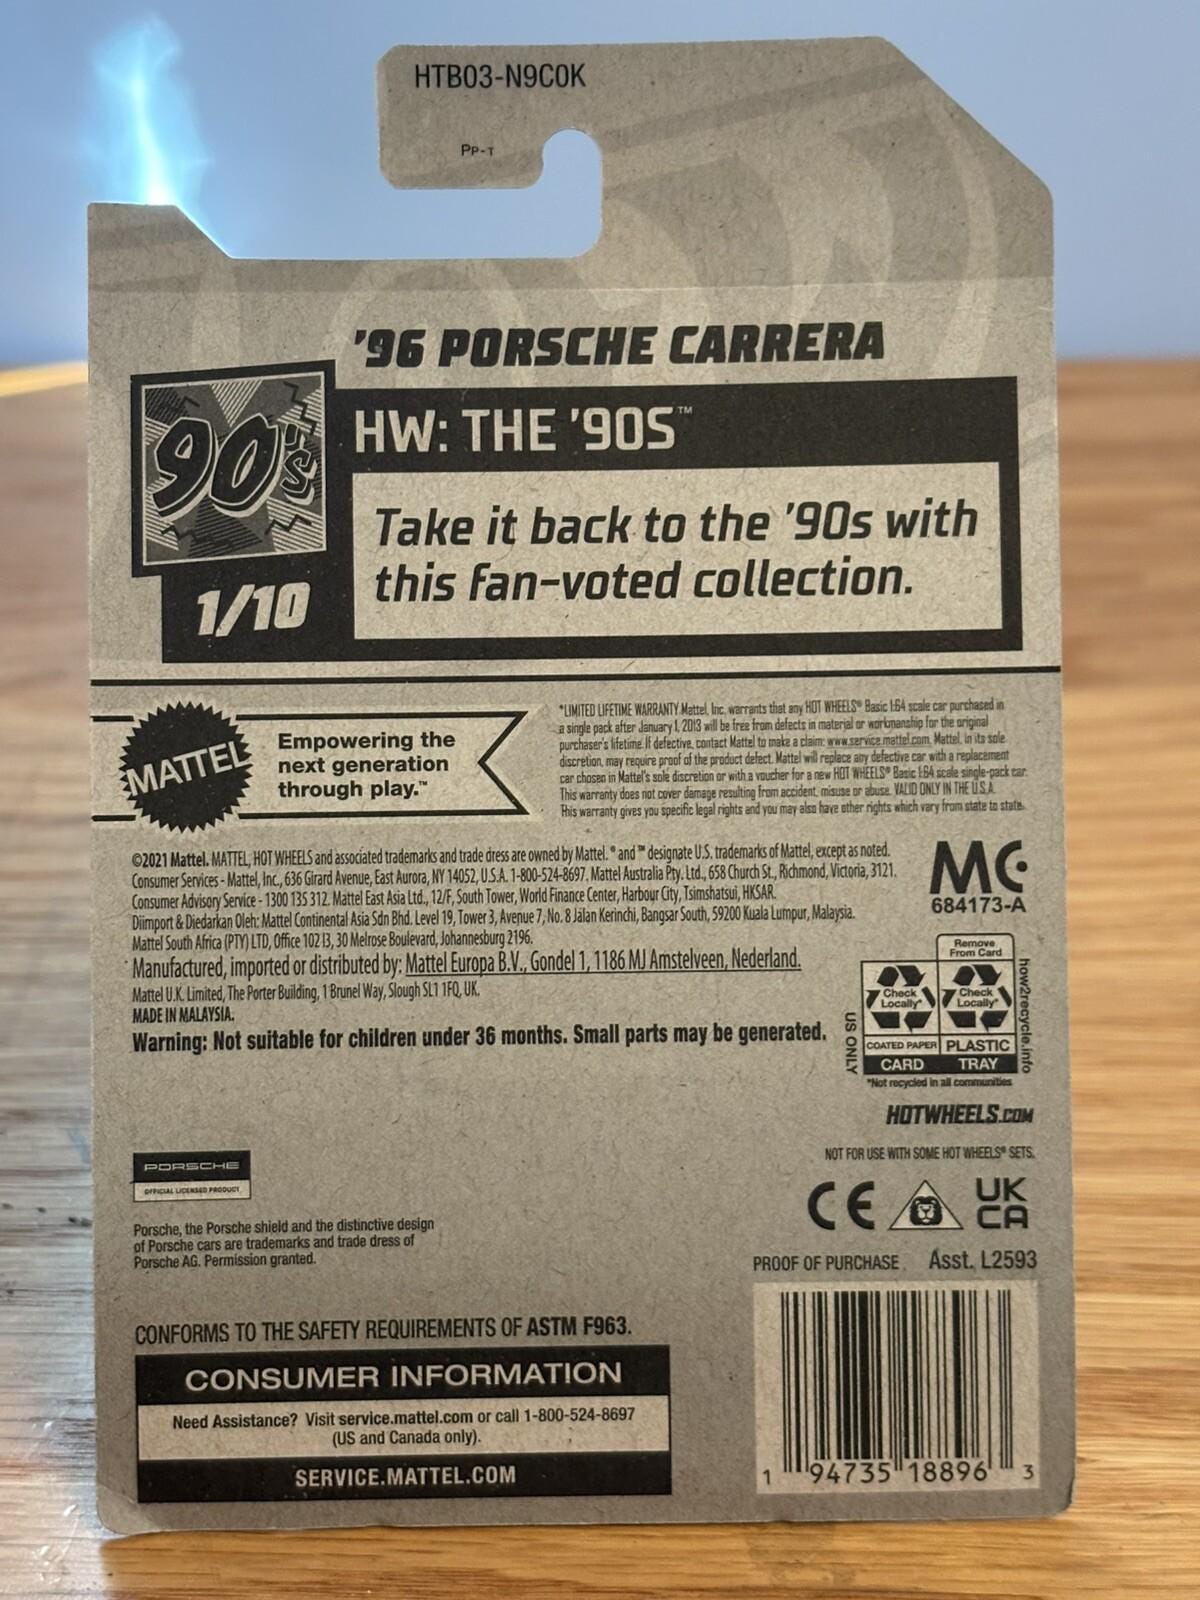 HTB03-N9C0K
PP-T
'96 PORSCHE CARRERA
90's
HW: THE '90S™
Take it back to the '90s with
this fan-voted collection.
1/10
MATTEL
Empowering the
next generation
through play.™
*LIMITED LIFETIME WARRANTY Mattel, Inc. warrants that any HOT WHEELS® Basic 1:64 scale car purchased in
a single pack after January 1, 2013 will be free from defects in material or workmanship for the original
purchaser's lifetime. If defective, contact Mattel to make a claim: www.service.mattel.com. Mattel, in its sole
discretion, may require proof of the product defect. Mattel will replace any defective car with a replacement
car chosen in Mattel's sole discretion or with a voucher for a new HOT WHEELS® Basic 1:64 scale single-pack car.
This warranty does not cover damage resulting from accident, misuse or abuse. VALID ONLY IN THE U.S.A.
This warranty gives you specific legal rights and you may also have other rights which vary from state to state.
©2021 Mattel. MATTEL, HOT WHEELS and associated trademarks and trade dress are owned by Mattel. ® and ™ designate U.S. trademarks of Mattel, except as noted.
Consumer Services - Mattel, Inc., 636 Girard Avenue, East Aurora, NY 14052, U.S.A. 1-800-524-8697. Mattel Australia Pty. Ltd., 658 Church St., Richmond, Victoria, 3121.
Consumer Advisory Service - 1300 135 312. Mattel East Asia Ltd., 12/F, South Tower, World Finance Center, Harbour City, Tsimshatsui, HKSAR.
Diimport & Diedarkan Oleh: Mattel Continental Asia Sdn Bhd. Level 19, Tower 3, Avenue 7, No. 8 Jalan Kerinchi, Bangsar South, 59200 Kuala Lumpur, Malaysia.
Mattel South Africa (PTY) LTD, Office 102 I3, 30 Melrose Boulevard, Johannesburg 2196.
Manufactured, imported or distributed by: Mattel Europa B.V., Gondel 1, 1186 MJ Amstelveen, Nederland.
Mattel U.K. Limited, The Porter Building, 1 Brunel Way, Slough SL1 1FQ, UK.
MADE IN MALAYSIA.
Warning: Not suitable for children under 36 months. Small parts may be generated.
MC
684173-A
Remove
From Card
Check
Locally*
Check
Locally*
COATED PAPER
PLASTIC
CARD
TRAY
US ONLY
how2recycle.info
*Not recycled in all communities
HOTWHEELS.COM
NOT FOR USE WITH SOME HOT WHEELS® SETS.
CE
UK
CA
PORSCHE
OFFICIAL LICENSED PRODUCT
Porsche, the Porsche shield and the distinctive design
of Porsche cars are trademarks and trade dress of
Porsche AG. Permission granted.
PROOF OF PURCHASE
Asst. L2593
CONFORMS TO THE SAFETY REQUIREMENTS OF ASTM F963.
CONSUMER INFORMATION
Need Assistance? Visit service.mattel.com or call 1-800-524-8697
(US and Canada only).
SERVICE.MATTEL.COM
1 94735 18896 3